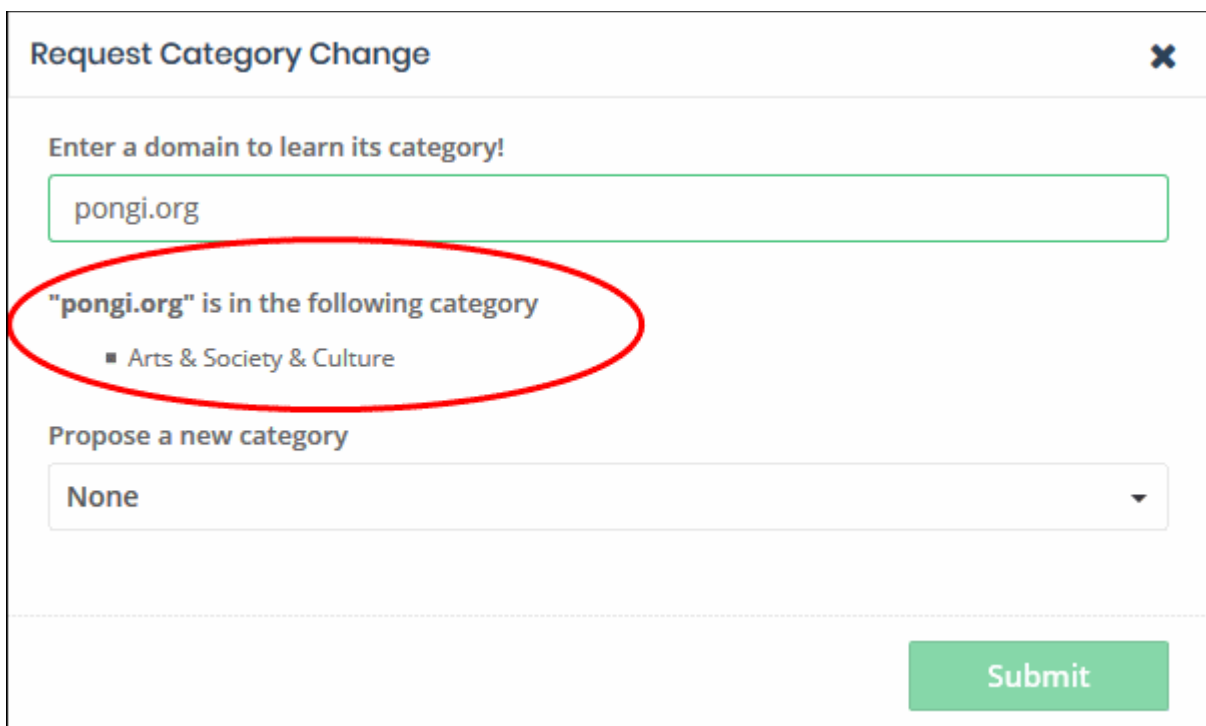 Request Category Change
Enter a domain to learn its category!
pongi.org
"pongi.org" is in the following category
Arts & Society & Culture
Propose a new category
None
Submit